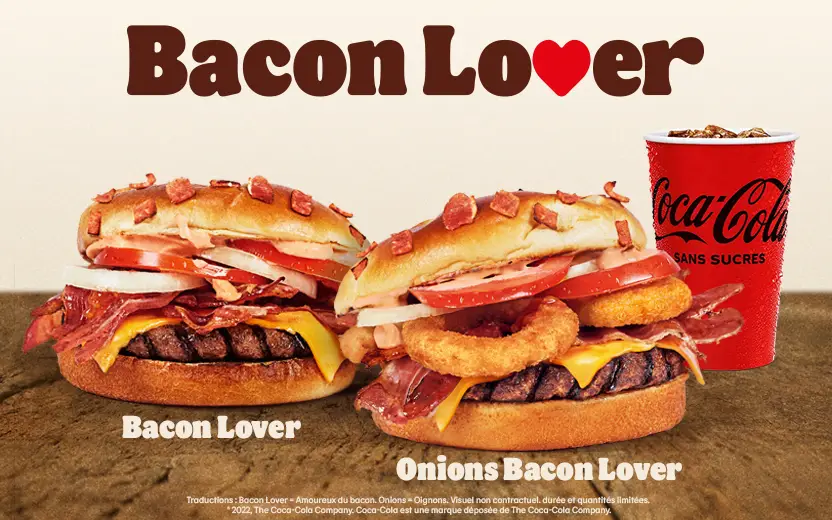 Bacon Lover
Coca-Cola
SANS SUCRES
Bacon Lover
Onions Bacon Lover
Traductions : Bacon Lover = Amoureux du bacon. Onions = Oignons. Visuel non contractuel. durée et quantités limitées.
© 2022, The Coca-Cola Company. Coca-Cola est une marque déposée de The Coca-Cola Company.